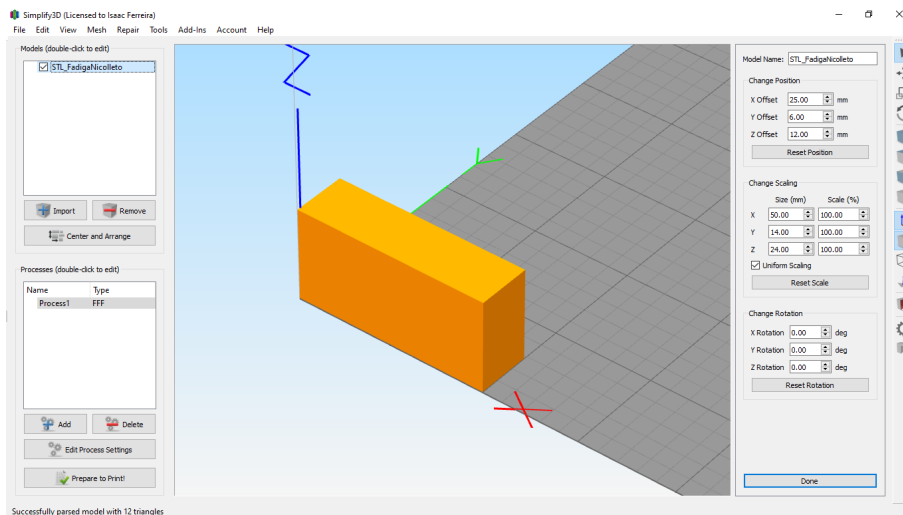 Simplify3D (Licensed to Isaac Ferreira)
File Edit View Mesh Repair Tools Add-Ins Account Help
Models (double-click to edit)
STL_FadigaNicolleto
Import Remove
Center and Arrange
Processes (double-click to edit)
Name Type
Process1 FFF
Add Delete
Edit Process Settings
Prepare to Print!
Successfully parsed model with 12 triangles
Z
Y
X
Model Name: STL_FadigaNicolleto
Change Position
X Offset 25.00 mm
Y Offset 6.00 mm
Z Offset 12.00 mm
Reset Position
Change Scaling
Size (mm) Scale (%)
X 50.00 100.00
Y 14.00 100.00
Z 24.00 100.00
Uniform Scaling
Reset Scale
Change Rotation
X Rotation 0.00 deg
Y Rotation 0.00 deg
Z Rotation 0.00 deg
Reset Rotation
Done